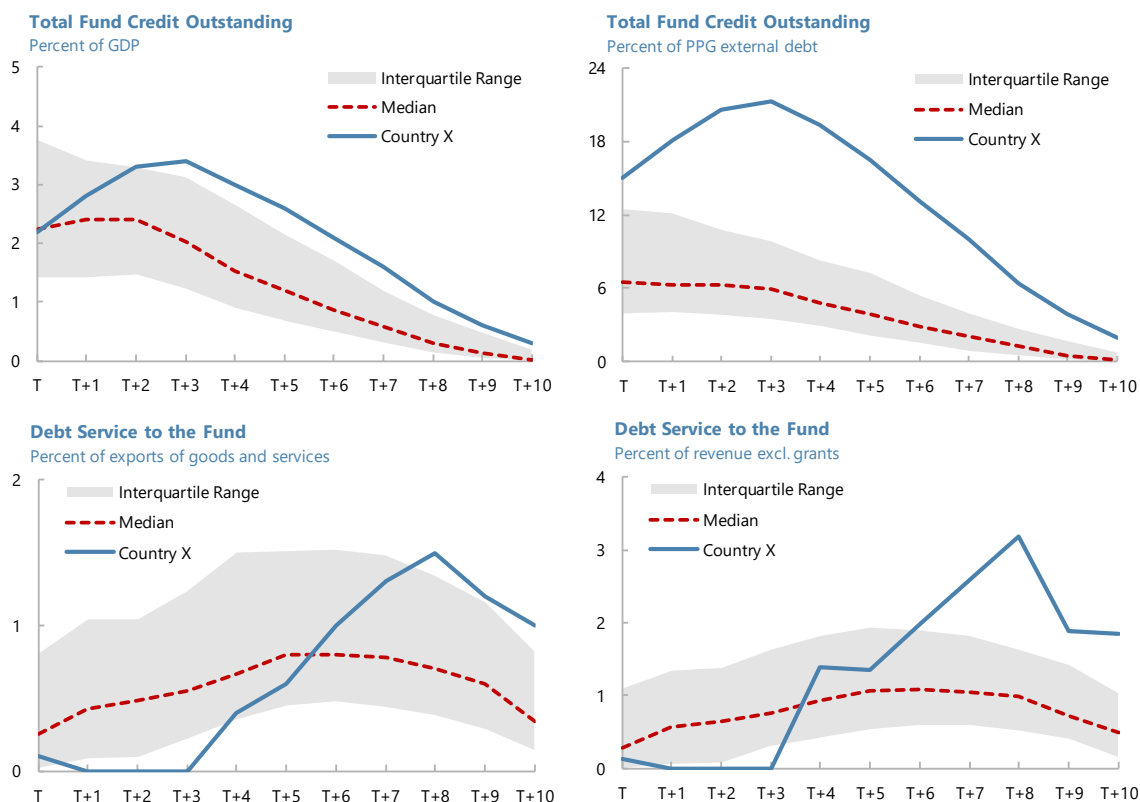 Total Fund Credit Outstanding
Percent of GDP
5
4
3
2
1
0
Interquartile Range
Median
Country X
T T+1 T+2 T+3 T+4 T+5 T+6 T+7 T+8 T+9 T+10
Total Fund Credit Outstanding
Percent of PPG external debt
24
18
12
6
0
Interquartile Range
Median
Country X
T T+1 T+2 T+3 T+4 T+5 T+6 T+7 T+8 T+9 T+10
Debt Service to the Fund
Percent of exports of goods and services
2
1
0
Interquartile Range
Median
Country X
T T+1 T+2 T+3 T+4 T+5 T+6 T+7 T+8 T+9 T+10
Debt Service to the Fund
Percent of revenue excl. grants
4
3
2
1
0
Interquartile Range
Median
Country X
T T+1 T+2 T+3 T+4 T+5 T+6 T+7 T+8 T+9 T+10